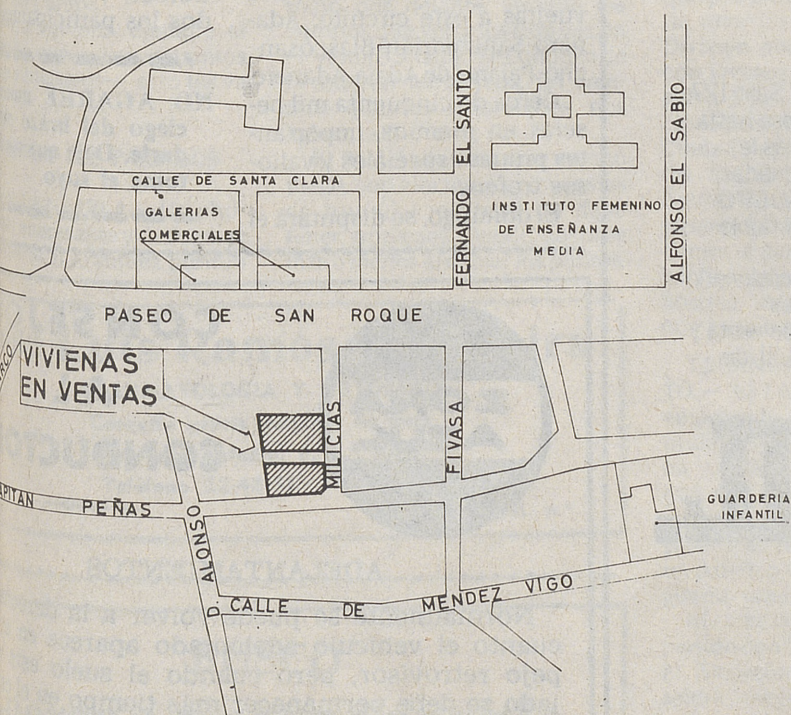 FERNANDO EL SANTO
ALFONSO EL SABIO
CALLE DE SANTA CLARA
GALERIAS
COMERCIALES
INSTITUTO FEMENINO
DE ENSEÑANZA
MEDIA
PASEO DE SAN ROQUE
VIVIENAS
EN VENTAS
MILICIAS
FIVASA
APITAN PEÑAS
GUARDERIA
INFANTIL
D. ALONSO
CALLE DE MENDEZ VIGO